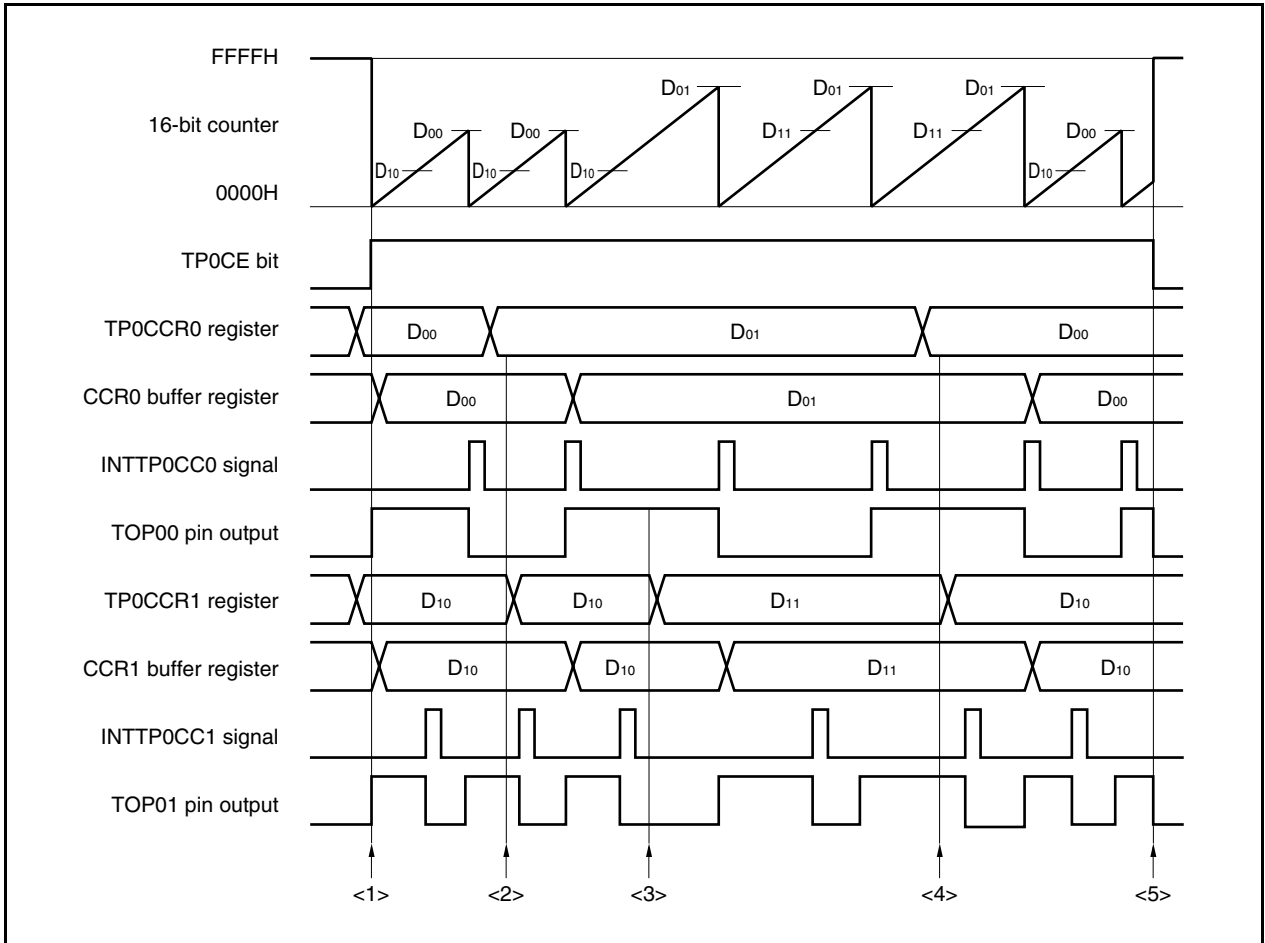 FFFFH
16-bit counter
0000H
D10 D00 D10 D00 D10 D01 D11 D01 D11 D01 D10 D00
TP0CE bit
TP0CCR0 register D00 D01 D00
CCR0 buffer register D00 D01 D00
INTTP0CC0 signal
TOP00 pin output
TP0CCR1 register D10 D10 D11 D10
CCR1 buffer register D10 D10 D11 D10
INTTP0CC1 signal
TOP01 pin output
<1> <2> <3> <4> <5>